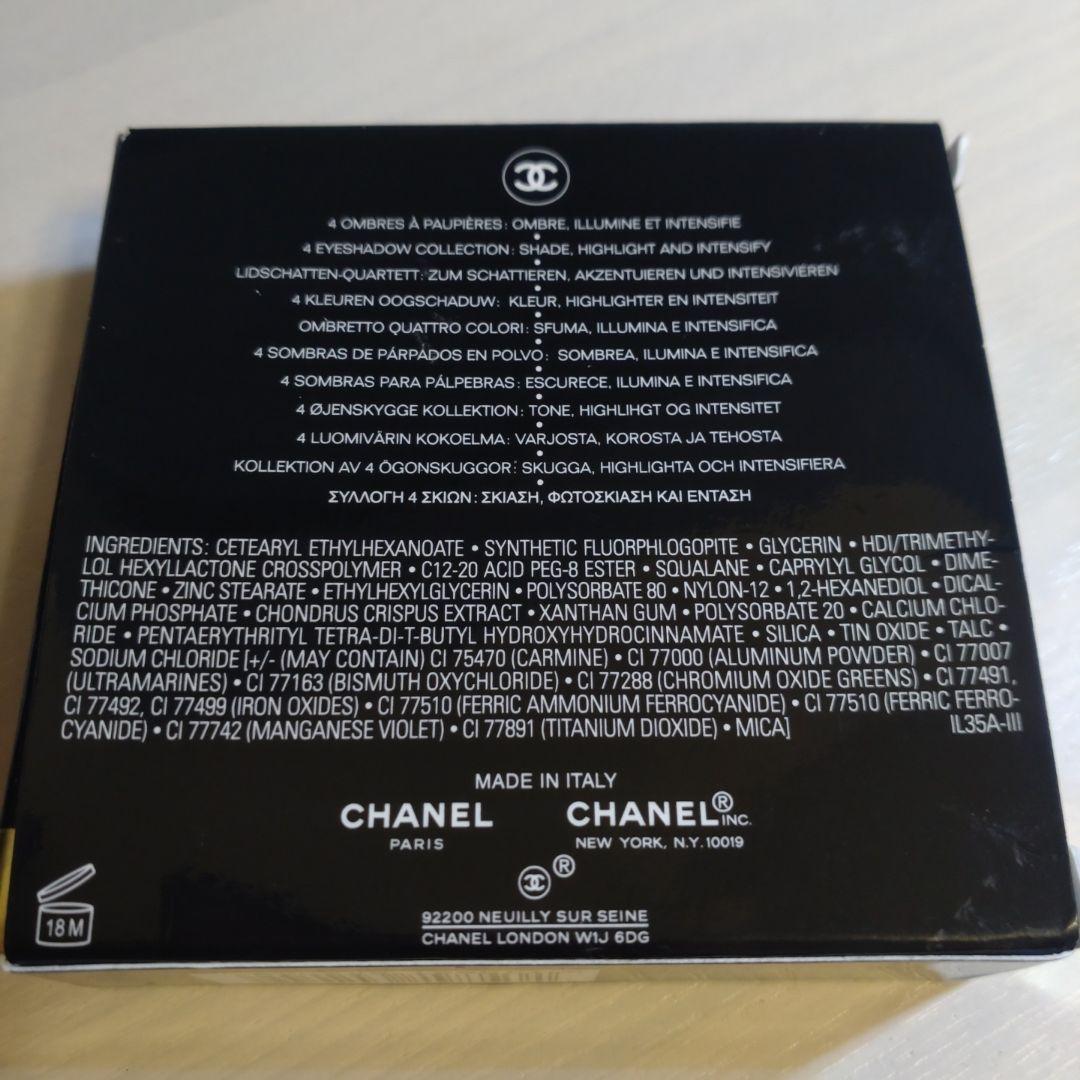 4 OMBRES À PAUPIÈRES: OMBRE, ILLUMINE ET INTENSIFIE
4 EYESHADOW COLLECTION: SHADE, HIGHLIGHT AND INTENSIFY
LIDSCHATTEN-QUARTETT: ZUM SCHATTIEREN, AKZENTUIEREN UND INTENSIVIEREN
4 KLEUREN OOGSCHADUW: KLEUR, HIGHLIGHTER EN INTENSITEIT
OMBRETTO QUATTRO COLORI: SFUMA, ILLUMINA E INTENSIFICA
4 SOMBRAS DE PÁRPADOS EN POLVO: SOMBREA, ILUMINA E INTENSIFICA
4 SOMBRAS PARA PÁLPEBRAS: ESCURECE, ILUMINA E INTENSIFICA
4 ØJENSKYGGE KOLLEKTION: TONE, HIGHLIHGT OG INTENSITET
4 LUOMIVÄRIN KOKOELMA: VARJOSTA, KOROSTA JA TEHOSTA
KOLLEKTION AV 4 ÖGONSKUGGOR: SKUGGA, HIGHLIGHTA OCH INTENSIFIERA
ΣΥΛΛΟΓΗ 4 ΣΚΙΩΝ: ΣΚΙΑΣΗ, ΦΩΤΟΣΚΙΑΣΗ ΚΑΙ ΕΝΤΑΣΗ
INGREDIENTS: CETEARYL ETHYLHEXANOATE • SYNTHETIC FLUORPHLOGOPITE • GLYCERIN • HDI/TRIMETHY-
LOL HEXYLLACTONE CROSSPOLYMER • C12-20 ACID PEG-8 ESTER • SQUALANE • CAPRYLYL GLYCOL • DIME-
THICONE • ZINC STEARATE • ETHYLHEXYLGLYCERIN • POLYSORBATE 80 • NYLON-12 • 1,2-HEXANEDIOL • DICAL-
CIUM PHOSPHATE • CHONDRUS CRISPUS EXTRACT • XANTHAN GUM • POLYSORBATE 20 • CALCIUM CHLO-
RIDE • PENTAERYTHRITYL TETRA-DI-T-BUTYL HYDROXYHYDROCINNAMATE • SILICA • TIN OXIDE • TALC •
SODIUM CHLORIDE [+/- (MAY CONTAIN) CI 75470 (CARMINE) • CI 77000 (ALUMINUM POWDER) • CI 77007
(ULTRAMARINES) • CI 77163 (BISMUTH OXYCHLORIDE) • CI 77288 (CHROMIUM OXIDE GREENS) • CI 77491,
CI 77492, CI 77499 (IRON OXIDES) • CI 77510 (FERRIC AMMONIUM FERROCYANIDE) • CI 77510 (FERRIC FERRO-
CYANIDE) • CI 77742 (MANGANESE VIOLET) • CI 77891 (TITANIUM DIOXIDE) • MICA] IL35A-III
MADE IN ITALY
CHANEL CHANEL® INC.
PARIS NEW YORK, N.Y. 10019
®
92200 NEUILLY SUR SEINE
CHANEL LONDON W1J 6DG
18 M